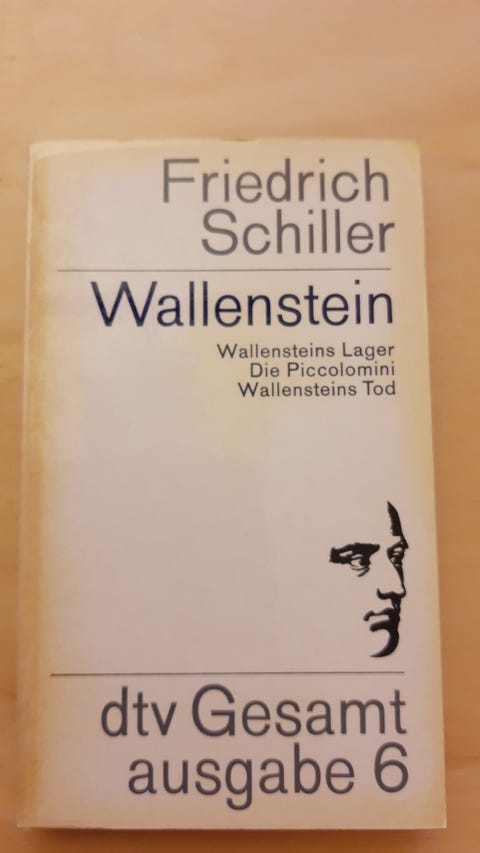 Friedrich
Schiller
Wallenstein
Wallensteins Lager
Die Piccolomini
Wallensteins Tod
dtv Gesamt
ausgabe 6